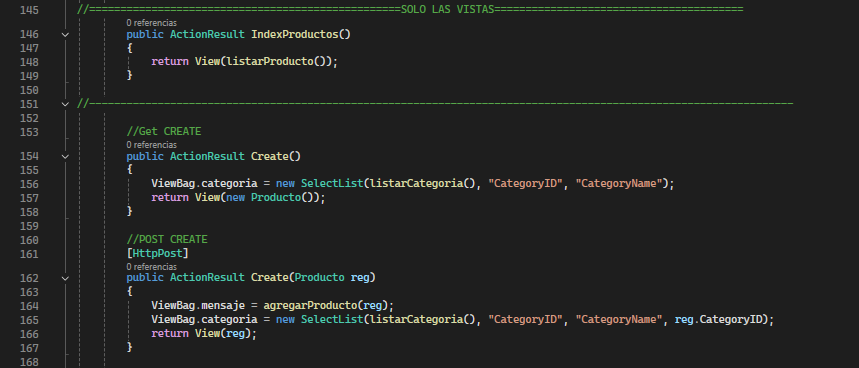 145 //==================================================SOLO LAS VISTAS========================================
0 referencias
146 public ActionResult IndexProductos()
147 {
148 return View(listarProducto());
149 }
150
151 //-----------------------------------------------------------------------------------------------------------------
152
153 //Get CREATE
0 referencias
154 public ActionResult Create()
155 {
156 ViewBag.categoria = new SelectList(listarCategoria(), "CategoryID", "CategoryName");
157 return View(new Producto());
158 }
159
160 //POST CREATE
161 [HttpPost]
0 referencias
162 public ActionResult Create(Producto reg)
163 {
164 ViewBag.mensaje = agregarProducto(reg);
165 ViewBag.categoria = new SelectList(listarCategoria(), "CategoryID", "CategoryName", reg.CategoryID);
166 return View(reg);
167 }
168